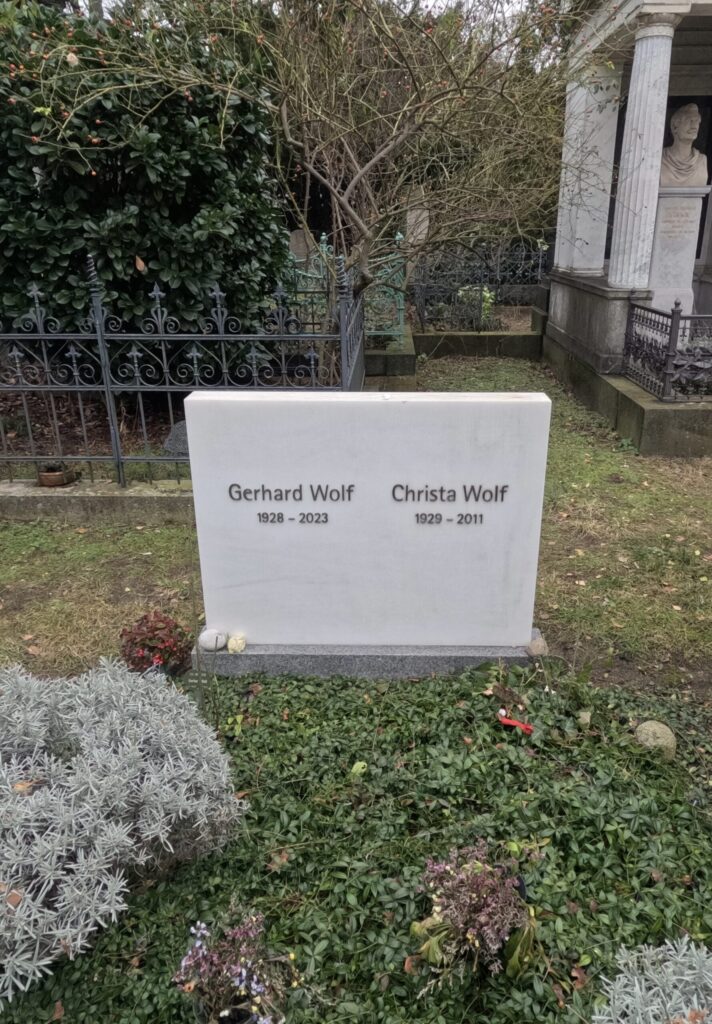 Gerhard Wolf
1928 – 2023
Christa Wolf
1929 – 2011